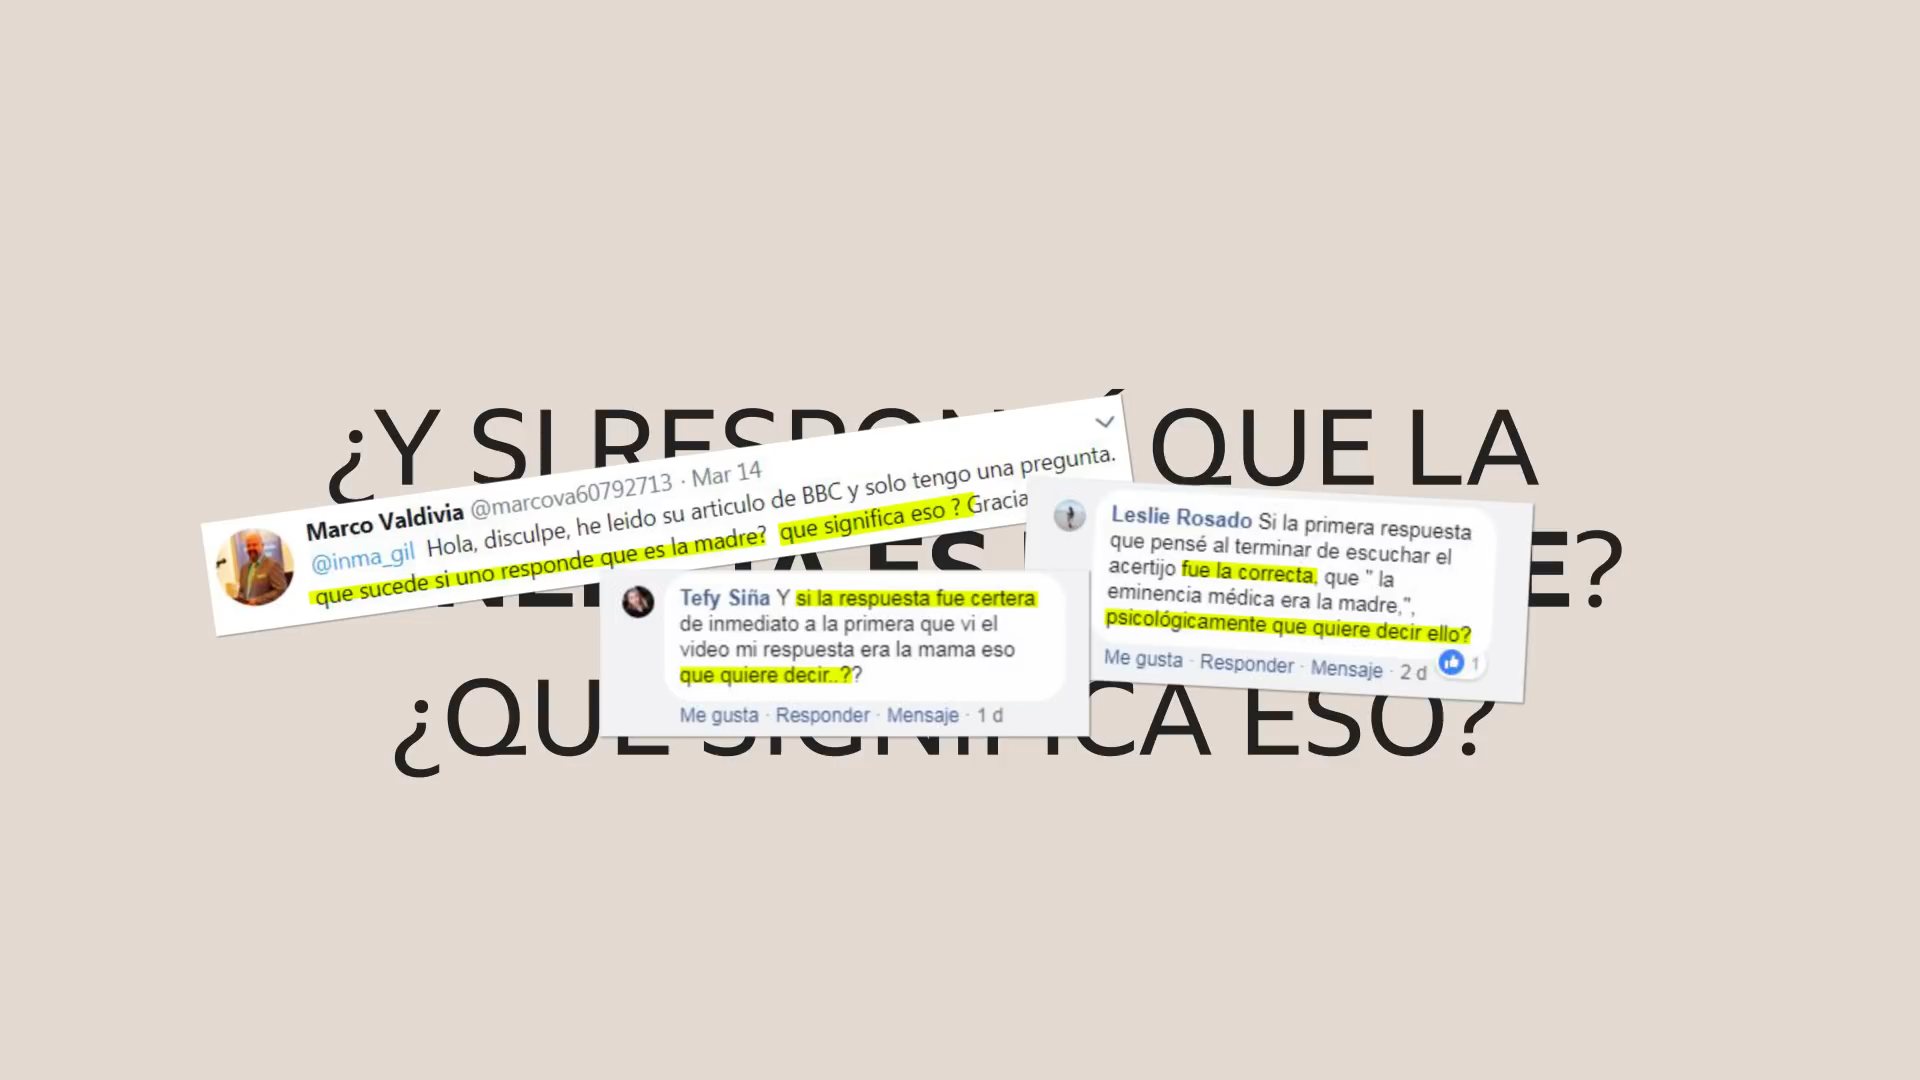 ¿Y SI QUE LA
ES ?
¿QUÉ SIGNIFICA ESO?
Marco Valdivia @marcova60792713 · Mar 14
@inma_gil Hola, disculpe, he leido su articulo de BBC y solo tengo una pregunta.
que sucede si uno responde que es la madre? que significa eso ? Gracia
Tefy Siña Y si la respuesta fue certera
de inmediato a la primera que vi el
video mi respuesta era la mama eso
que quiere decir..??
Me gusta · Responder · Mensaje · 1 d
Leslie Rosado Si la primera respuesta
que pensé al terminar de escuchar el
acertijo fue la correcta, que " la
eminencia médica era la madre,",
psicológicamente que quiere decir ello?
Me gusta · Responder · Mensaje · 2 d 1